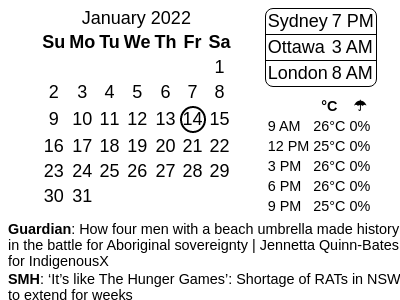 January 2022
Su Mo Tu We Th Fr Sa
1
2 3 4 5 6 7 8
9 10 11 12 13 14 15
16 17 18 19 20 21 22
23 24 25 26 27 28 29
30 31
Sydney 7 PM
Ottawa 3 AM
London 8 AM
°C ☂
9 AM 26°C 0%
12 PM 25°C 0%
3 PM 26°C 0%
6 PM 26°C 0%
9 PM 25°C 0%
Guardian: How four men with a beach umbrella made history
in the battle for Aboriginal sovereignty | Jennetta Quinn-Bates
for IndigenousX
SMH: ‘It’s like The Hunger Games’: Shortage of RATs in NSW
to extend for weeks